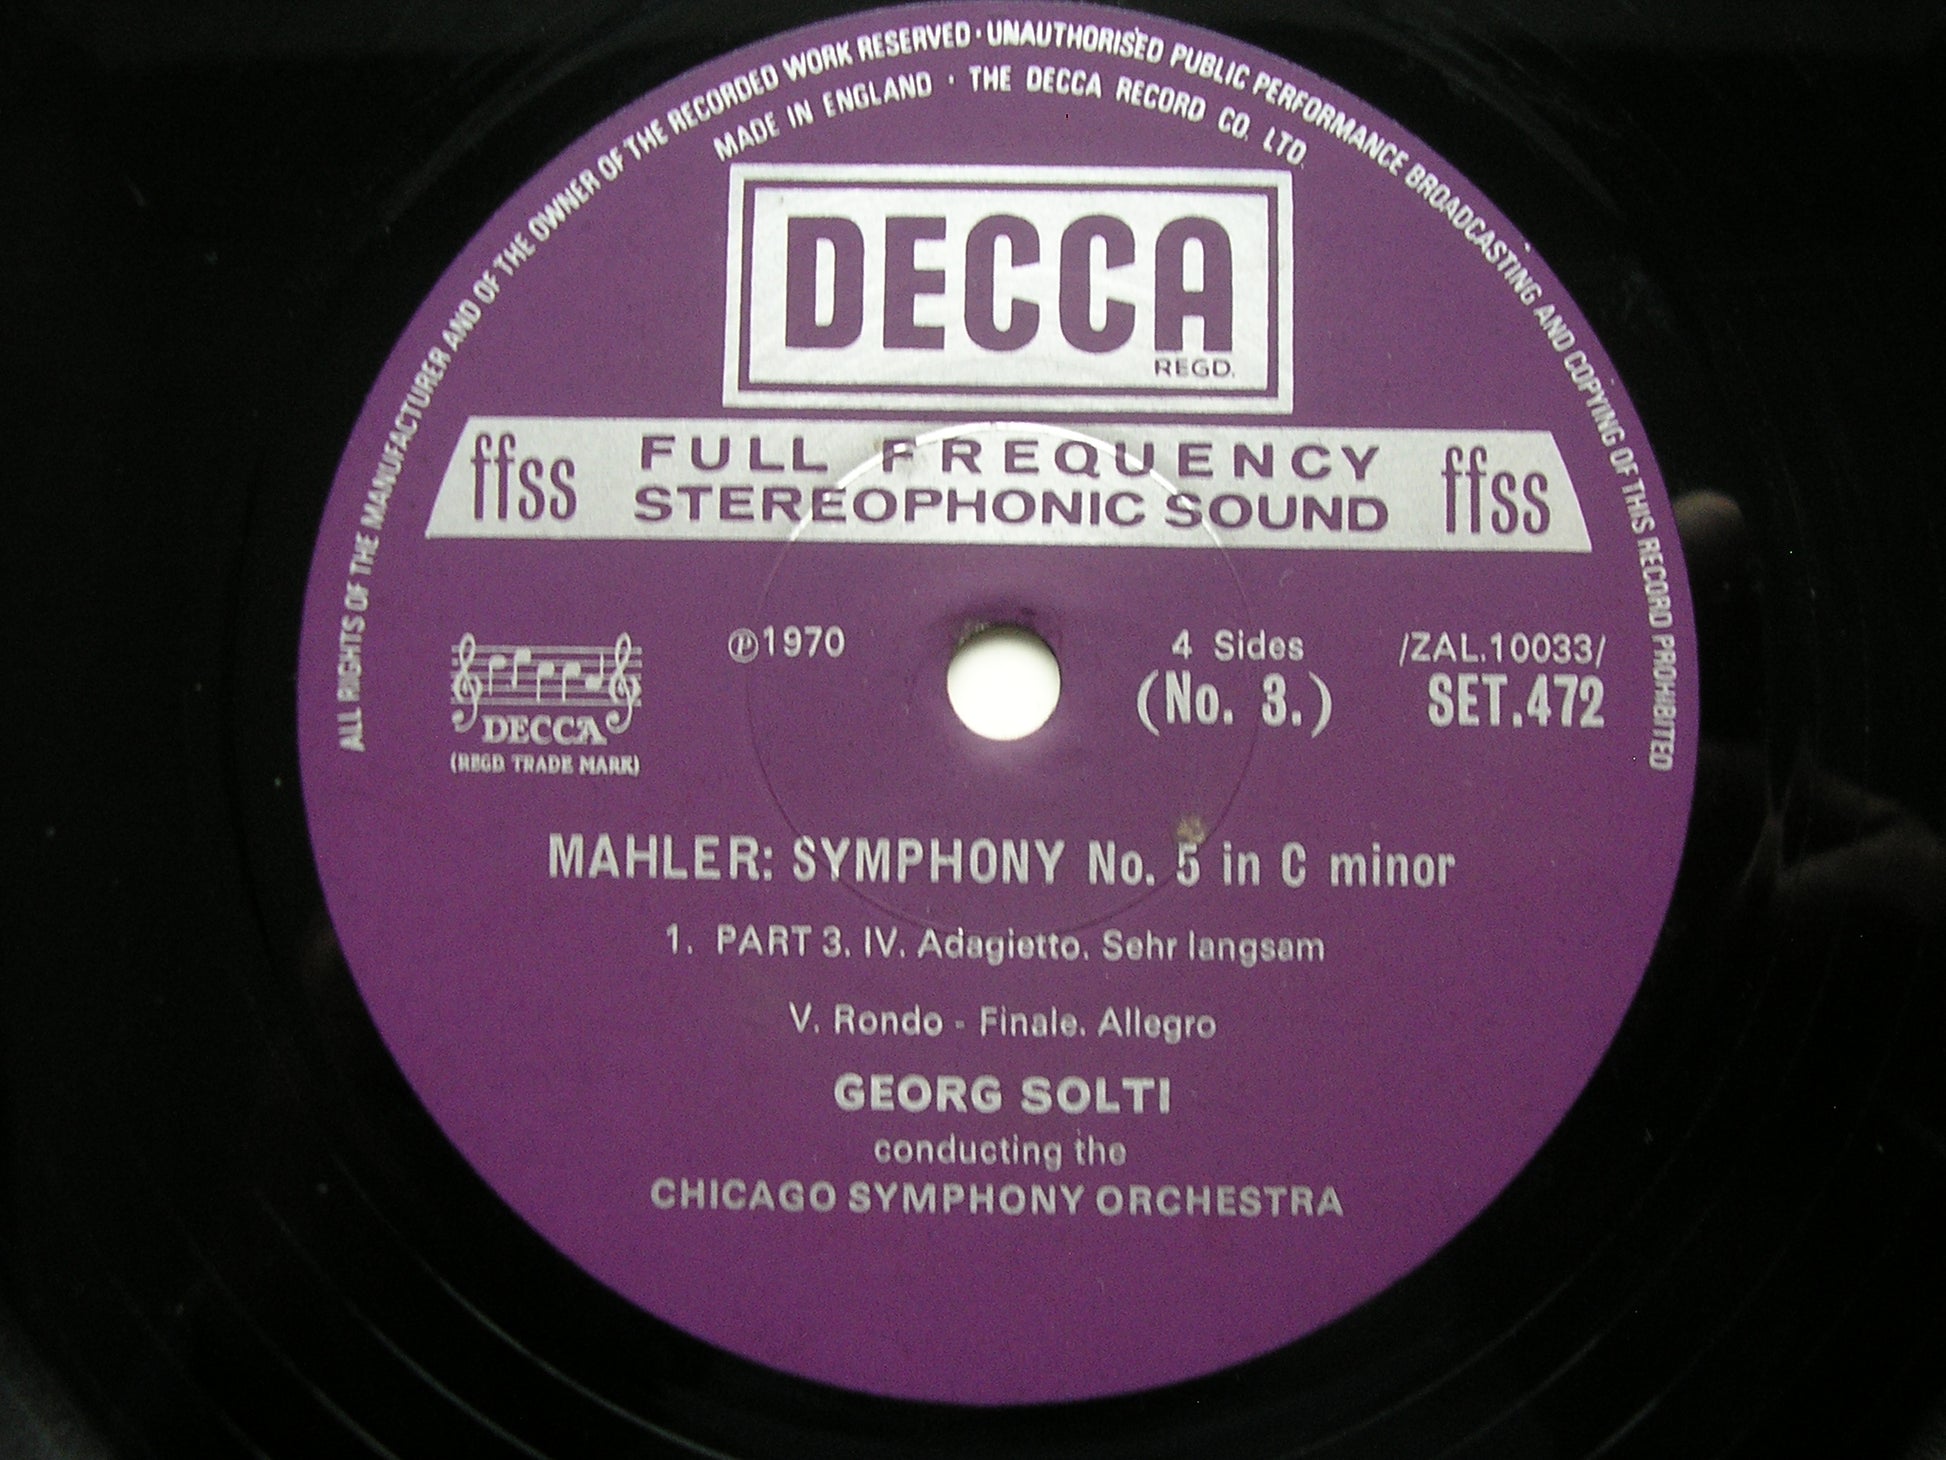 ALL RIGHTS OF THE MANUFACTURER AND OF THE OWNER OF THE RECORDED WORK RESERVED · UNAUTHORISED PUBLIC PERFORMANCE BROADCASTING AND COPYING OF THIS RECORD PROHIBITED
MADE IN ENGLAND · THE DECCA RECORD CO. LTD.
DECCA
REGD.
ffss FULL FREQUENCY STEREOPHONIC SOUND ffss
DECCA
(REGD TRADE MARK)
℗1970
4 Sides
(No. 3.)
/ZAL.10033/
SET.472
MAHLER: SYMPHONY No. 5 in C minor
1. PART 3. IV. Adagietto. Sehr langsam
V. Rondo - Finale. Allegro
GEORG SOLTI
conducting the
CHICAGO SYMPHONY ORCHESTRA